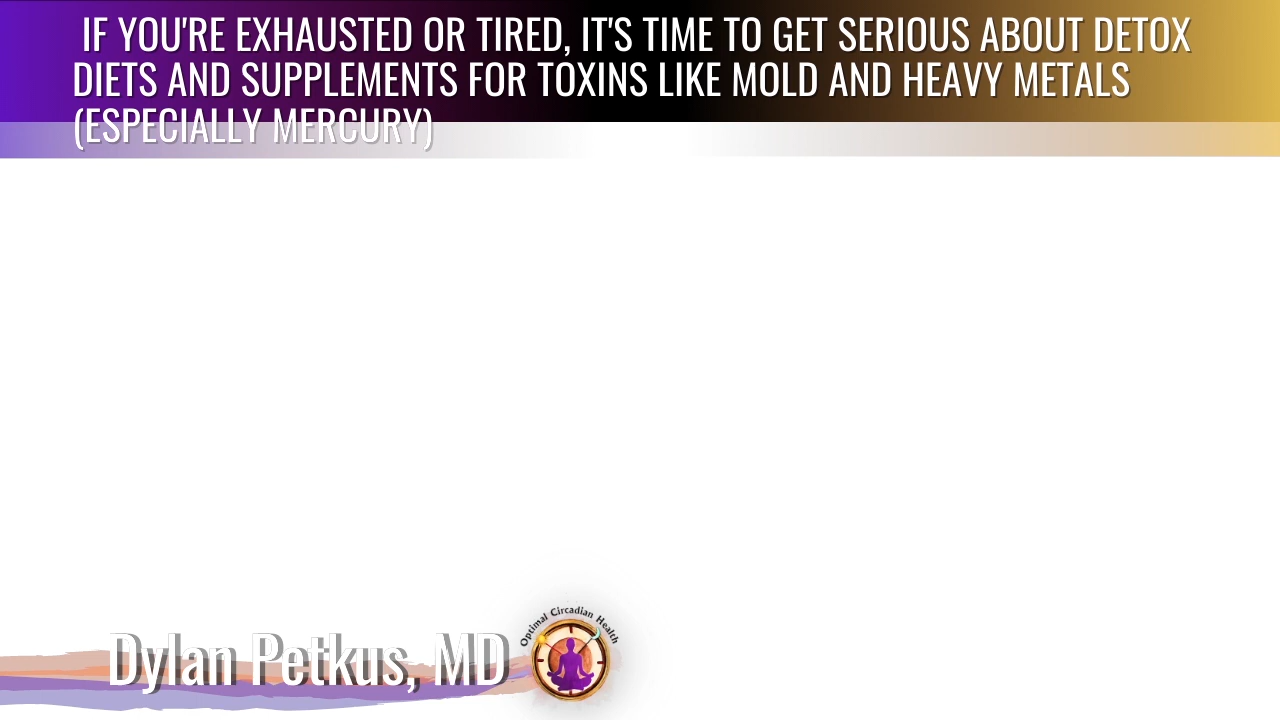 IF YOU'RE EXHAUSTED OR TIRED, IT'S TIME TO GET SERIOUS ABOUT DETOX
DIETS AND SUPPLEMENTS FOR TOXINS LIKE MOLD AND HEAVY METALS
(ESPECIALLY MERCURY)
Optimal Circadian Health
Dylan Petkus, MD